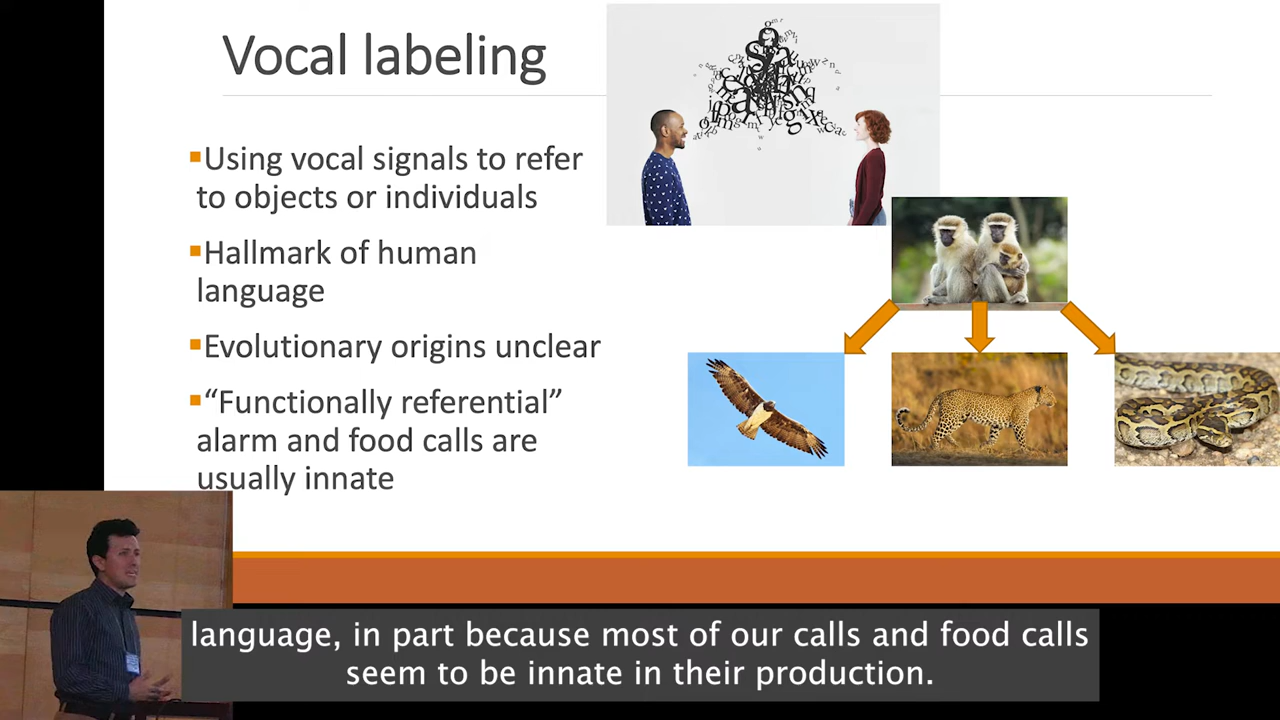 Vocal labeling
▪Using vocal signals to refer
to objects or individuals
▪Hallmark of human
language
▪Evolutionary origins unclear
▪“Functionally referential”
alarm and food calls are
usually innate
language, in part because most of our calls and food calls
seem to be innate in their production.